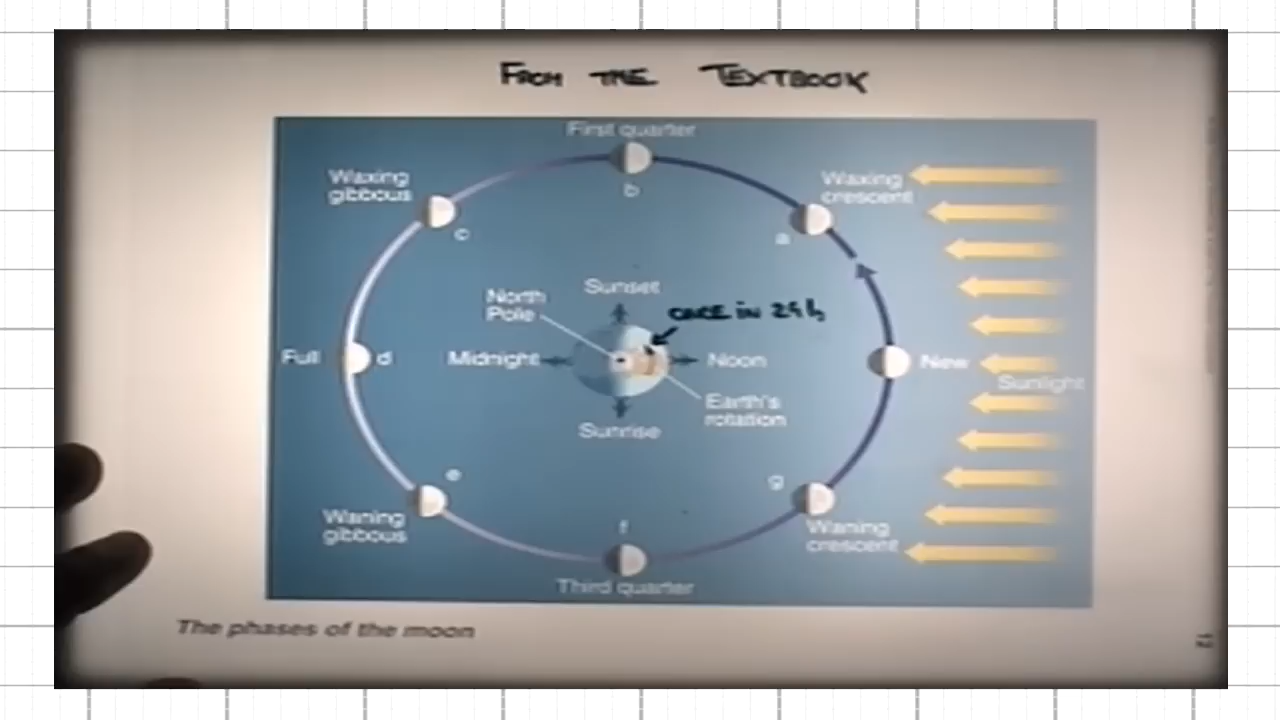 FROM THE TEXTBOOK
First quarter
Waxing
gibbous
Waxing
crescent
b
c
a
Sunset
North
Pole
ONCE IN 24 h
Full
d
Midnight
Noon
New
Sunlight
Earth's
rotation
Sunrise
e
g
Waning
gibbous
f
Waning
crescent
Third quarter
The phases of the moon